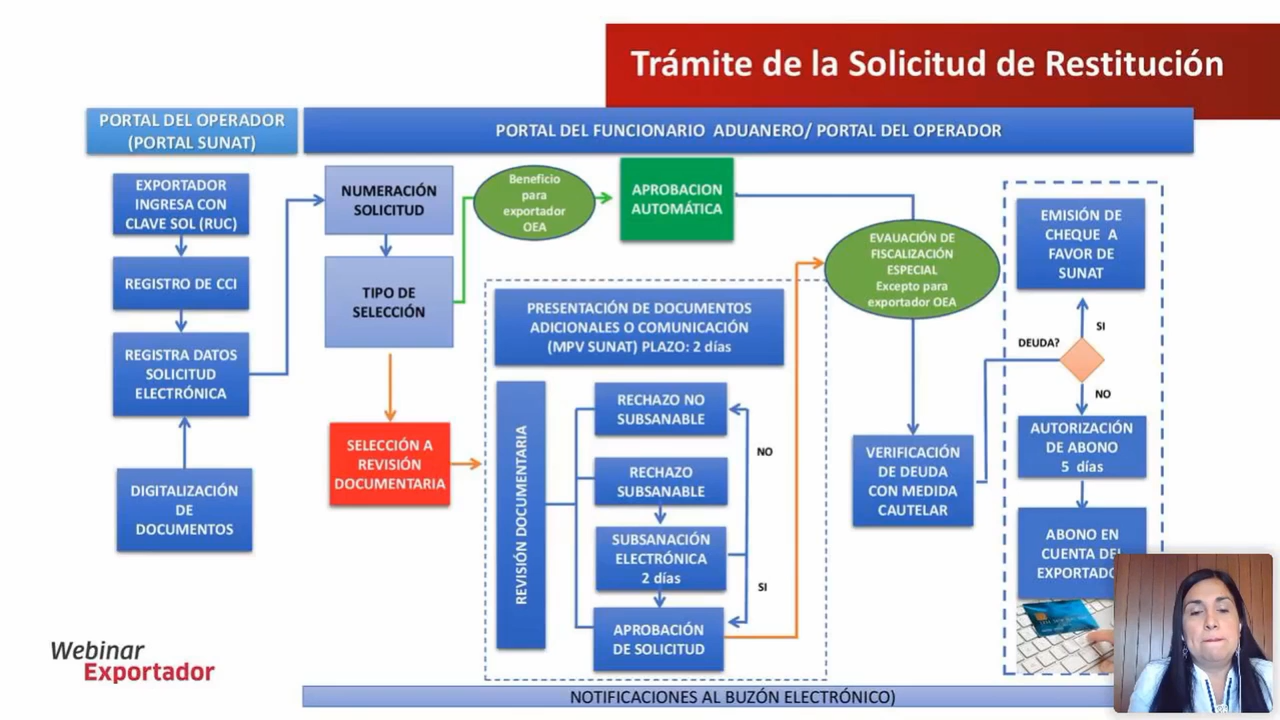 Trámite de la Solicitud de Restitución
PORTAL DEL OPERADOR
(PORTAL SUNAT)
PORTAL DEL FUNCIONARIO ADUANERO/ PORTAL DEL OPERADOR
EXPORTADOR
INGRESA CON
CLAVE SOL (RUC)
REGISTRO DE CCI
REGISTRA DATOS
SOLICITUD
ELECTRÓNICA
DIGITALIZACIÓN
DE
DOCUMENTOS
NUMERACIÓN
SOLICITUD
TIPO DE
SELECCIÓN
SELECCIÓN A
REVISIÓN
DOCUMENTARIA
Beneficio
para
exportador
OEA
APROBACION
AUTOMÁTICA
PRESENTACIÓN DE DOCUMENTOS
ADICIONALES O COMUNICACIÓN
(MPV SUNAT) PLAZO: 2 días
REVISIÓN DOCUMENTARIA
RECHAZO NO
SUBSANABLE
RECHAZO
SUBSANABLE
SUBSANACIÓN
ELECTRÓNICA
2 días
APROBACIÓN
DE SOLICITUD
NO
SI
EVALUACIÓN DE
FISCALIZACIÓN
ESPECIAL
Excepto para
exportador OEA
VERIFICACIÓN
DE DEUDA
CON MEDIDA
CAUTELAR
EMISIÓN DE
CHEQUE A
FAVOR DE
SUNAT
SI
DEUDA?
NO
AUTORIZACIÓN
DE ABONO
5 días
ABONO EN
CUENTA DEL
EXPORTADO
Webinar
Exportador
NOTIFICACIONES AL BUZÓN ELECTRÓNICO)